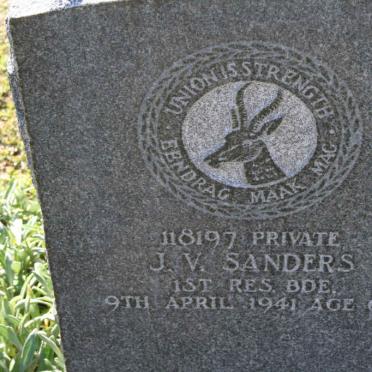 UNION IS STRENGTH
EENDRAG MAAK MAG
118197 PRIVATE
J. V. SANDERS
1ST RES. BDE.
9TH APRIL 1941 AGE